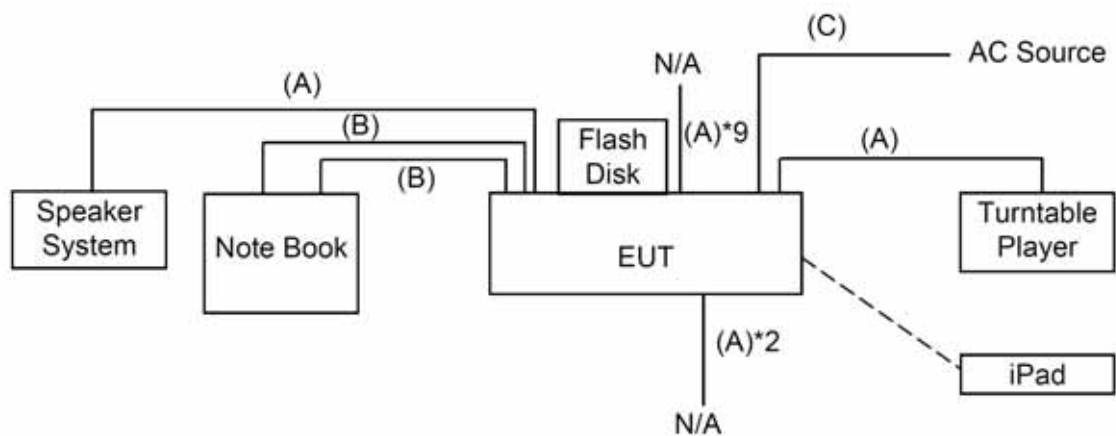 (C)
AC Source
N/A
(A)
(B)
(A)*9
(A)
Flash
Disk
(B)
Speaker
System
Note Book
EUT
Turntable
Player
(A)*2
iPad
N/A